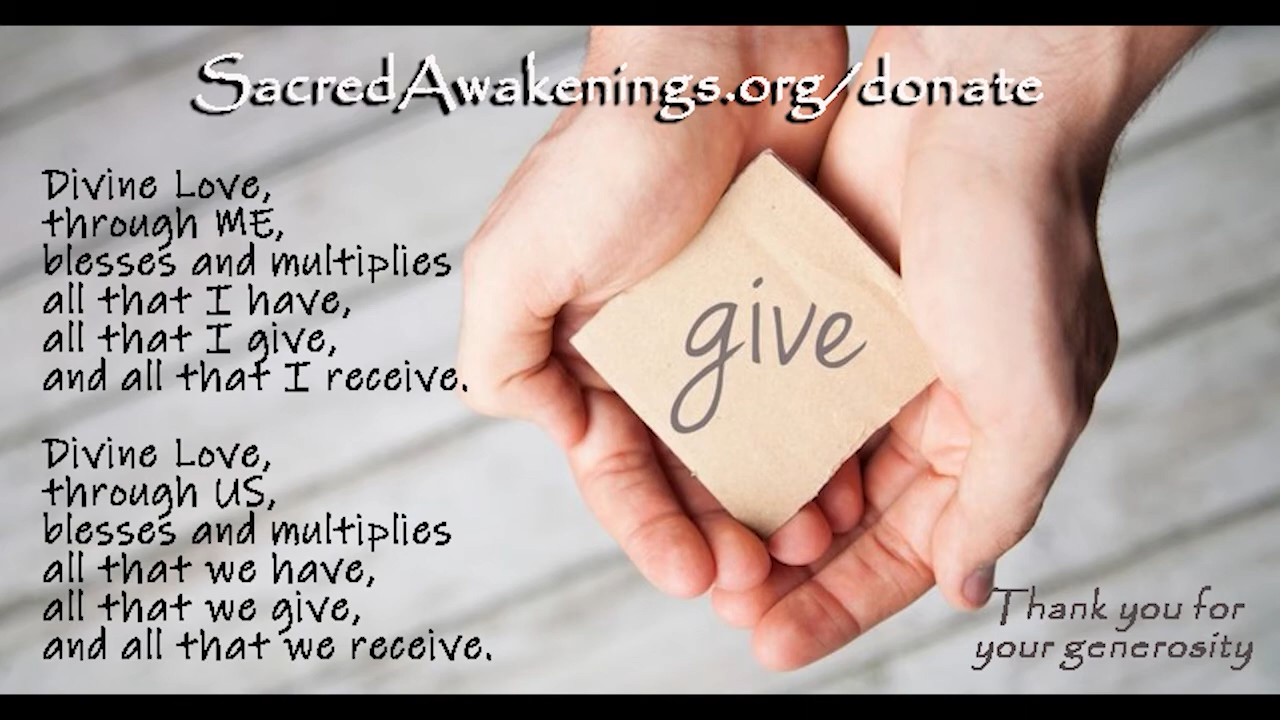 SacredAwakenings.org/donate
Divine Love,
through ME,
blesses and multiplies
all that I have,
all that I give,
and all that I receive.
Divine Love,
through US,
blesses and multiplies
all that we have,
all that we give,
and all that we receive.
give
Thank you for
your generosity